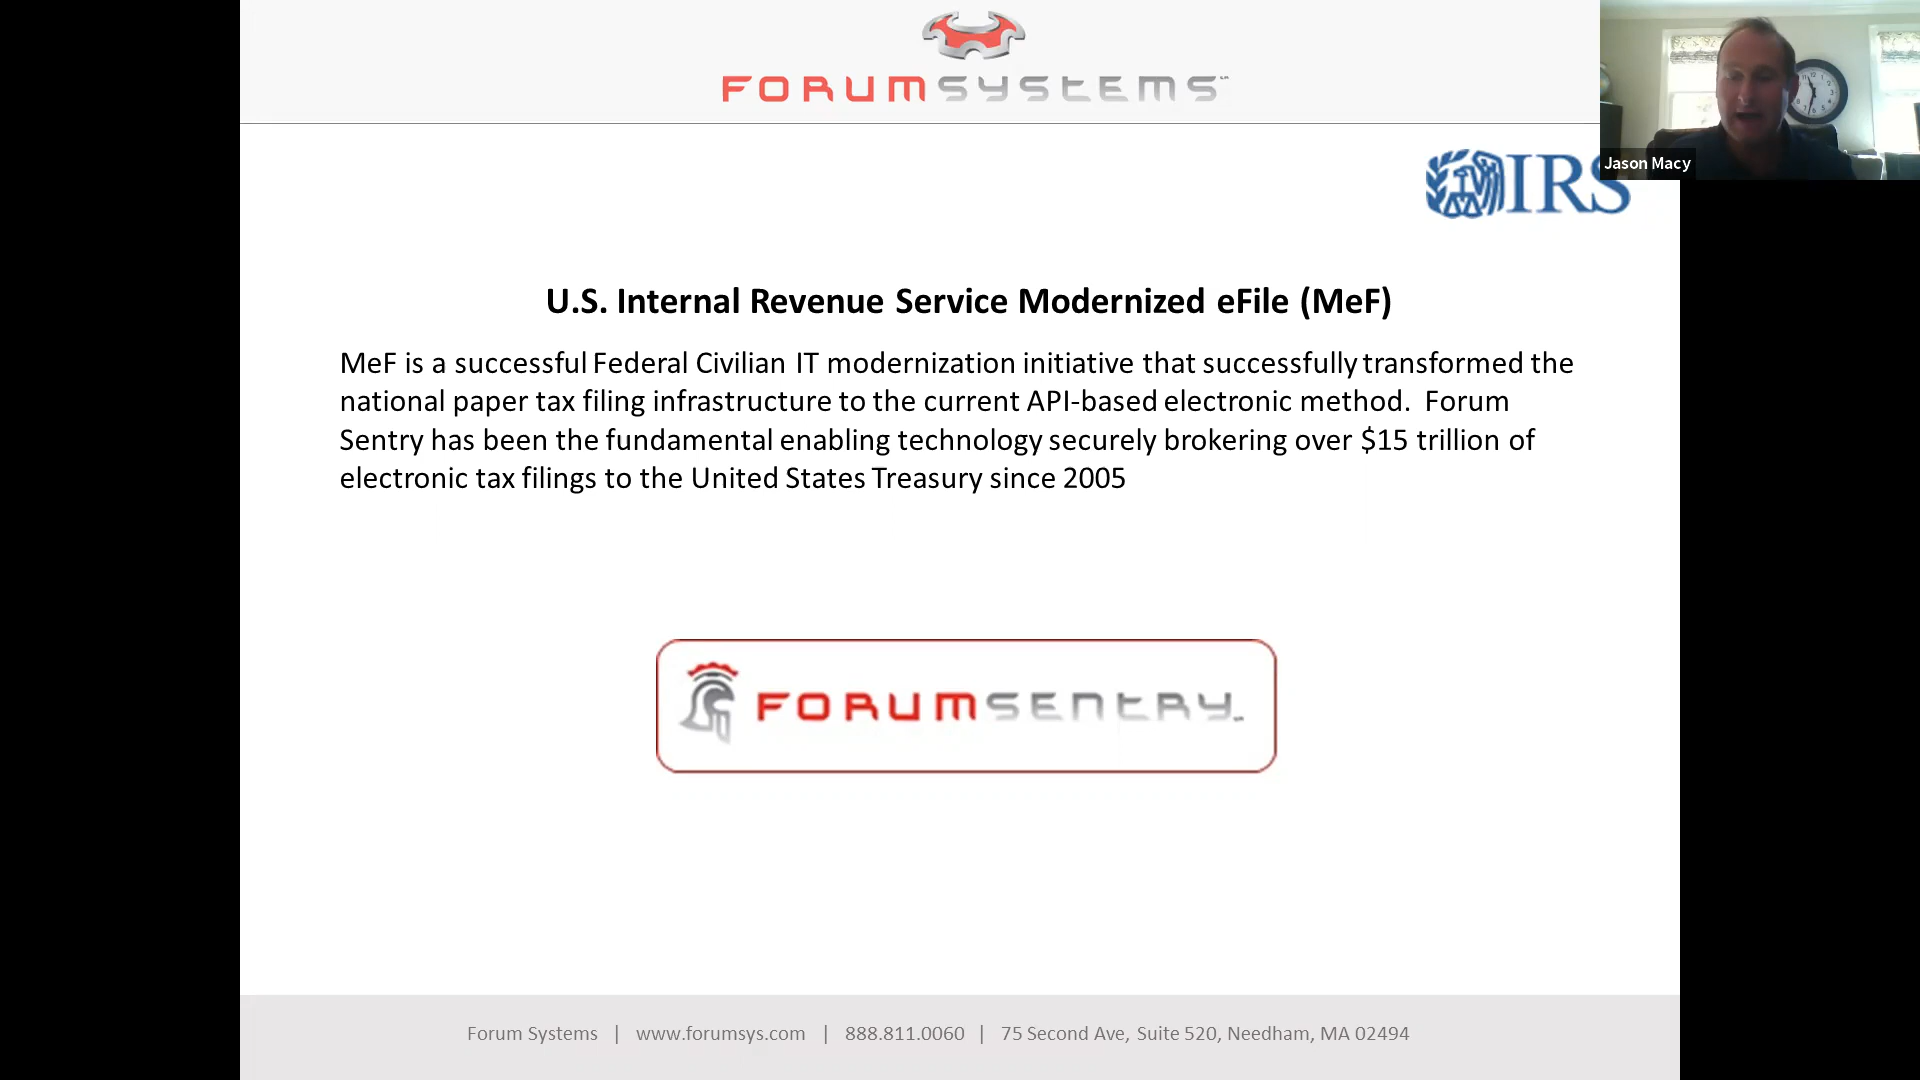 FORUMSYSTEMS
Jason Macy
IRS
U.S. Internal Revenue Service Modernized eFile (MeF)
MeF is a successful Federal Civilian IT modernization initiative that successfully transformed the
national paper tax filing infrastructure to the current API-based electronic method.  Forum
Sentry has been the fundamental enabling technology securely brokering over $15 trillion of
electronic tax filings to the United States Treasury since 2005
FORUMSENTRY
Forum Systems | www.forumsys.com | 888.811.0060 | 75 Second Ave, Suite 520, Needham, MA 02494